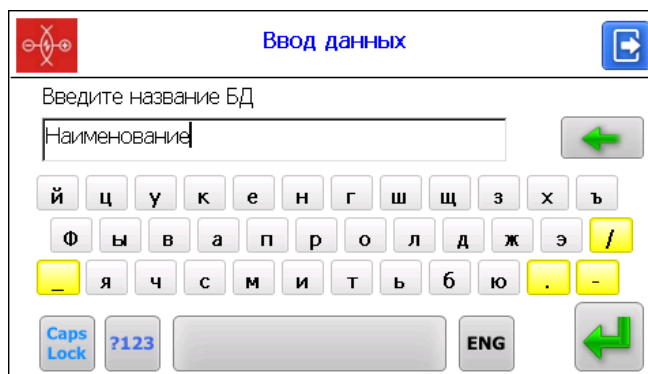 Ввод данных
Введите название БД
Наименование
й ц у к е н г ш щ з х ъ
Ф ы в а п р о л д ж э /
_ я ч с м и т ь б ю . -
Caps Lock ?123 ENG